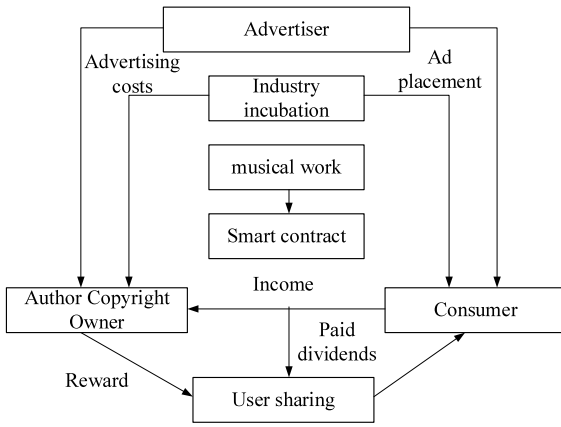 Advertiser
Advertising
costs
Ad
placement
Industry
incubation
musical work
Smart contract
Income
Author Copyright
Owner
Consumer
Paid
dividends
Reward
User sharing